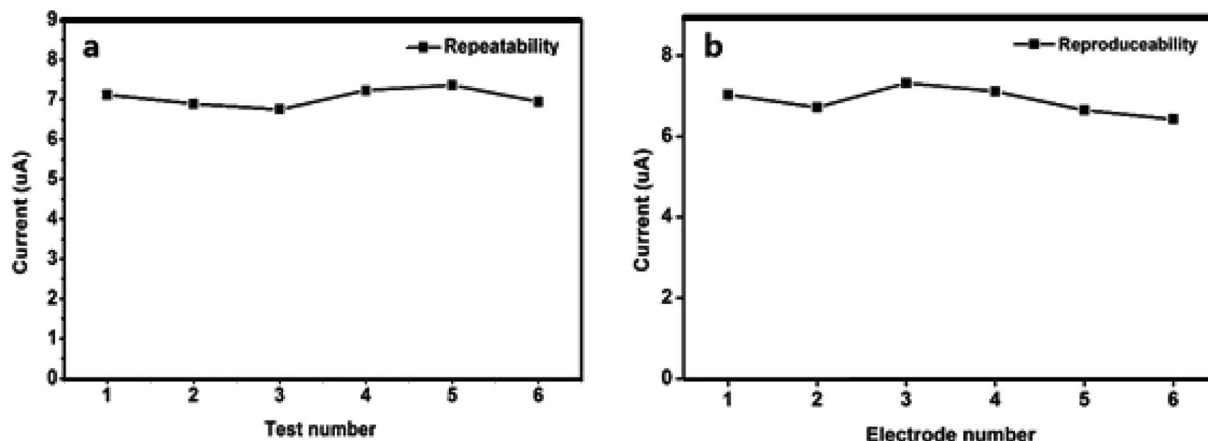 a
Repeatability
9
8
7
6
5
4
3
2
1
0
Current (uA)
1 2 3 4 5 6
Test number
b
Reproduceability
8
6
4
2
0
Current (uA)
1 2 3 4 5 6
Electrode number